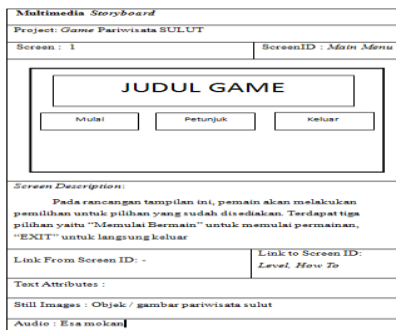 Multimedia Storyboard
Project: Game Pariwisata SULUT
Screen : 1
ScreenID : Main Menu
JUDUL GAME
Mulai
Petunjuk
Keluar
Screen Description:
Pada rancangan tampilan ini, pemain akan melakukan
pemilihan untuk pilihan yang sudah disediakan. Terdapat tiga
pilihan yaitu "Memulai Bermain" untuk memulai permainan,
"EXIT" untuk langsung keluar
Link From Screen ID: -
Link to Screen ID:
Level, How To
Text Attributes :
Still Images : Objek / gambar pariwisata sulut
Audio : Esa mokan